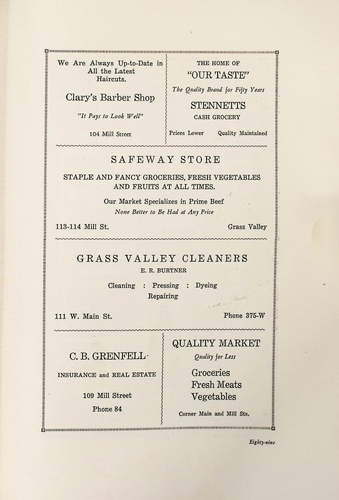 We Are Always Up-to-Date in
All the Latest
Haircuts.
Clary's Barber Shop
"It Pays to Look Well"
104 Mill Street
THE HOME OF
"OUR TASTE"
The Quality Brand for Fifty Years
STENNETTS
CASH GROCERY
Prices Lower Quality Maintained
SAFEWAY STORE
STAPLE AND FANCY GROCERIES, FRESH VEGETABLES
AND FRUITS AT ALL TIMES.
Our Market Specializes in Prime Beef
None Better to Be Had at Any Price
113-114 Mill St. Grass Valley
GRASS VALLEY CLEANERS
E. R. BURTNER
Cleaning : Pressing : Dyeing
Repairing
111 W. Main St. Phone 375-W
C. B. GRENFELL
INSURANCE and REAL ESTATE
109 Mill Street
Phone 84
QUALITY MARKET
Quality for Less
Groceries
Fresh Meats
Vegetables
Corner Main and Mill Sts.
Eighty-nine